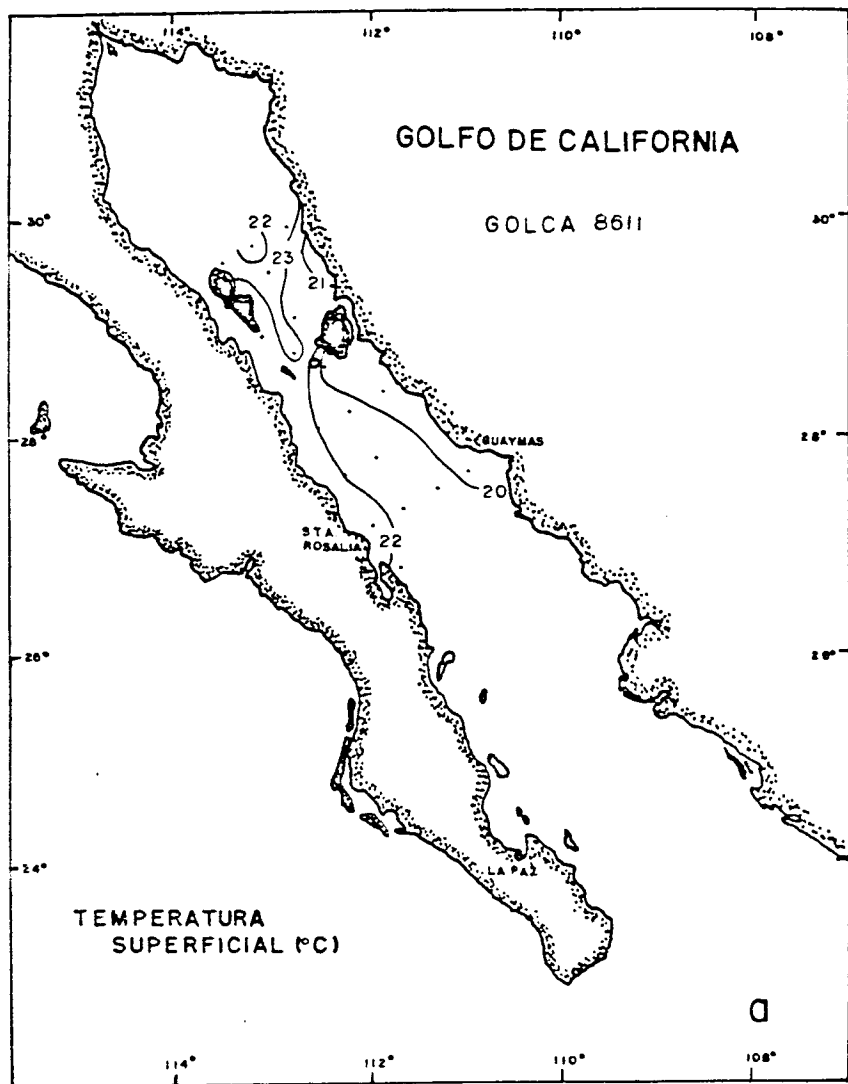 114° 112° 110° 108°
GOLFO DE CALIFORNIA
GOLCA 8611
30° 30°
22
23
21
28° 28°
GUAYMAS
20
STA.
ROSALIA
22
26° 26°
24°
LA PAZ
TEMPERATURA
SUPERFICIAL (°C)
a
114° 112° 110° 108°